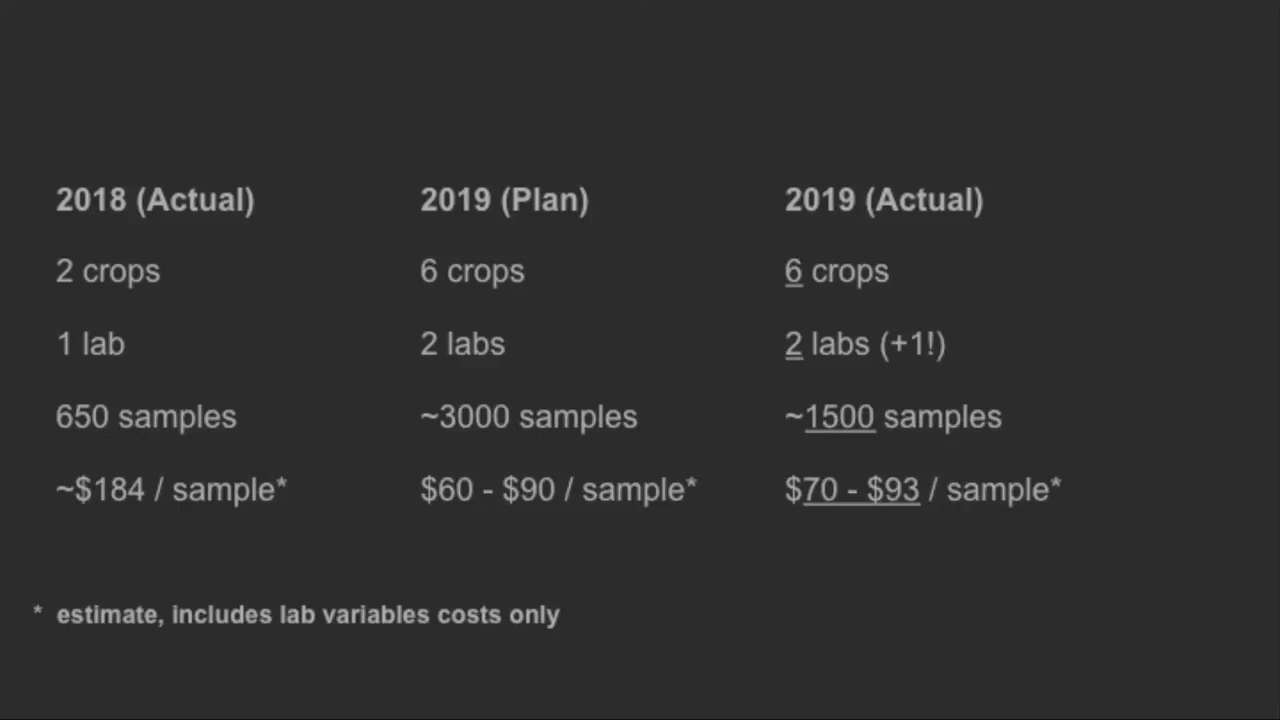 2018 (Actual)
2 crops
1 lab
650 samples
~$184 / sample*
2019 (Plan)
6 crops
2 labs
~3000 samples
$60 - $90 / sample*
2019 (Actual)
6 crops
2 labs (+1!)
~1500 samples
$70 - $93 / sample*
* estimate, includes lab variables costs only